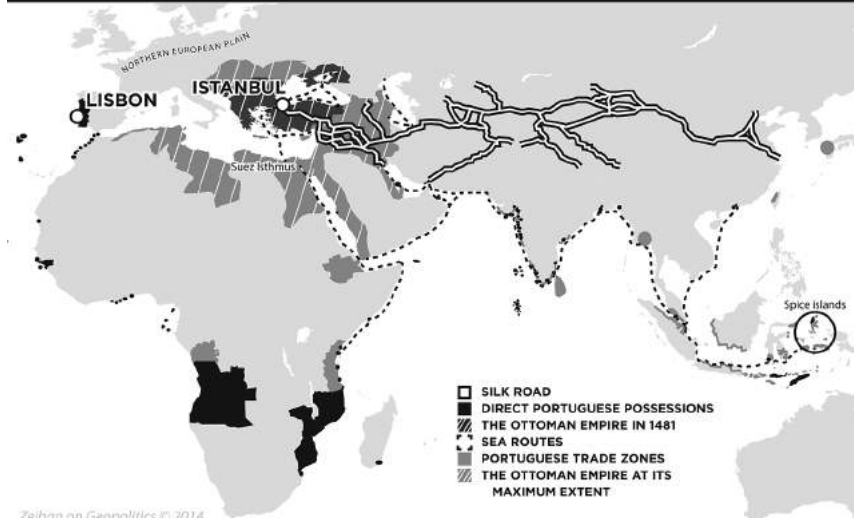 NORTHERN EUROPEAN PLAIN
LISBON
ISTANBUL
Suez Isthmus
Spice islands
SILK ROAD
DIRECT PORTUGUESE POSSESSIONS
THE OTTOMAN EMPIRE IN 1481
SEA ROUTES
PORTUGUESE TRADE ZONES
THE OTTOMAN EMPIRE AT ITS
MAXIMUM EXTENT
Zeihan on Geopolitics © 2014